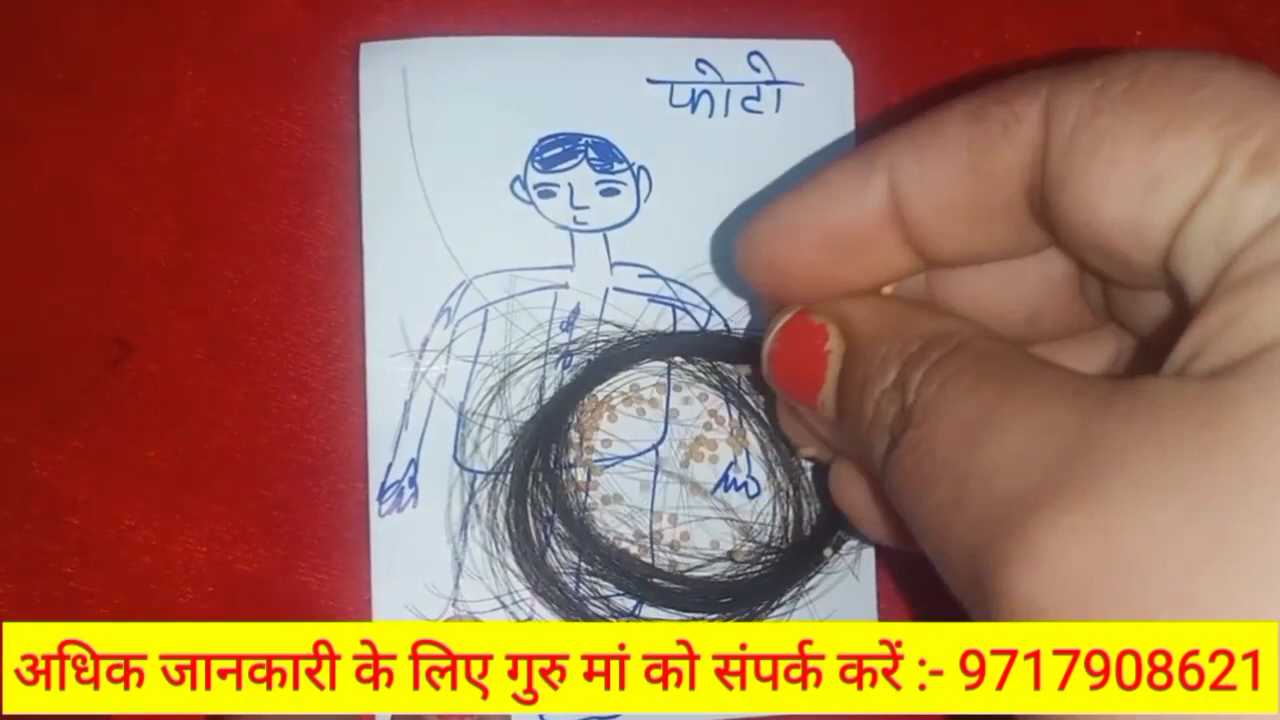 फोटो
अधिक जानकारी के लिए गुरु मां को संपर्क करें :- 9717908621